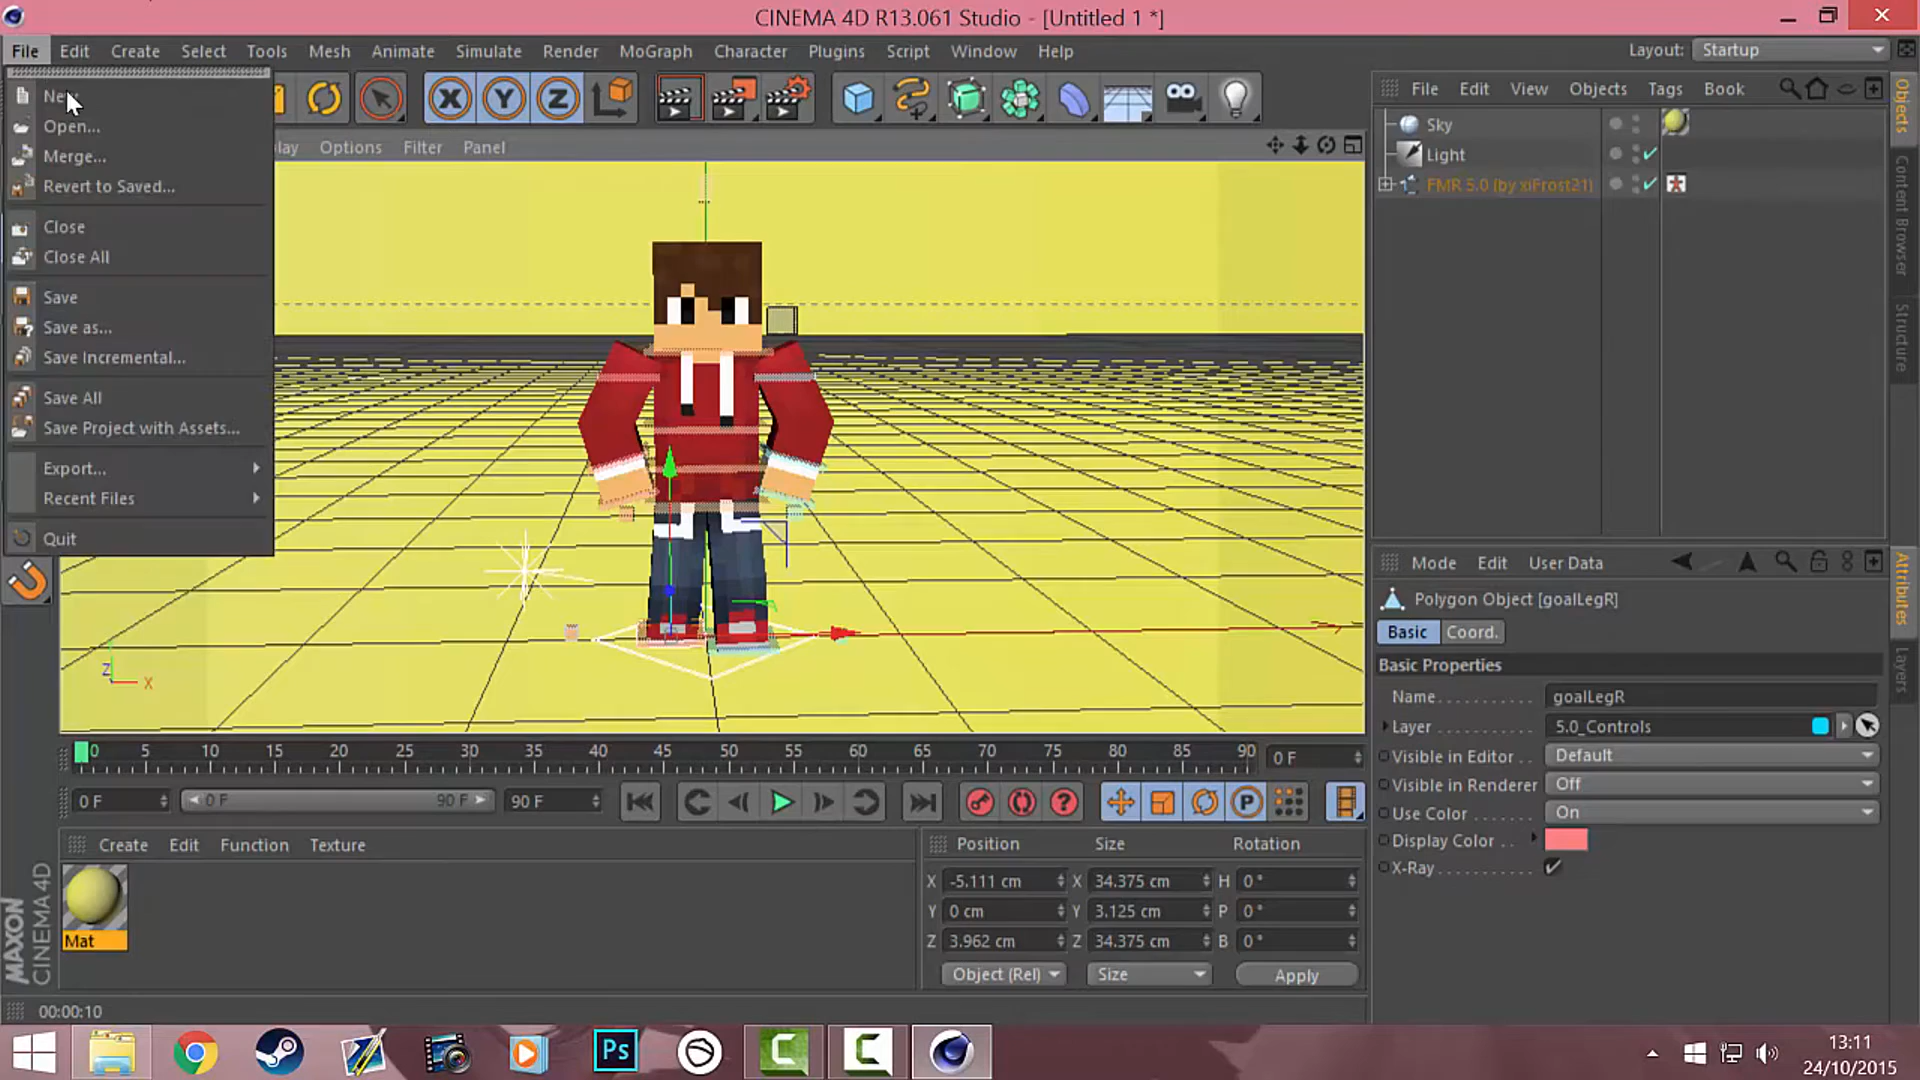 CINEMA 4D R13.061 Studio - [Untitled 1 *]
File Edit Create Select Tools Mesh Animate Simulate Render MoGraph Character Plugins Script Window Help
Layout: Startup
New
Open...
Merge...
Revert to Saved...
Close
Close All
Save
Save as...
Save Incremental...
Save All
Save Project with Assets...
Export...
Recent Files
Quit
X Y Z
Options Filter Panel
File Edit View Objects Tags Book
Sky
Light
FMR 5.0 (by xiFrost21)
Objects
Content Browser
Structure
Z X
Mode Edit User Data
Polygon Object [goalLegR]
Basic Coord.
Basic Properties
Name goalLegR
Layer 5.0_Controls
Visible in Editor Default
Visible in Renderer Off
Use Color On
Display Color
X-Ray
Attributes
Layers
0 5 10 15 20 25 30 35 40 45 50 55 60 65 70 75 80 85 90 0 F
0 F 0 F 90 F 90 F
P
Create Edit Function Texture
Mat
Position Size Rotation
X -5.111 cm X 34.375 cm H 0 °
Y 0 cm Y 3.125 cm P 0 °
Z 3.962 cm Z 34.375 cm B 0 °
Object (Rel) Size Apply
MAXON
CINEMA 4D
00:00:10
Ps
13:11
24/10/2015